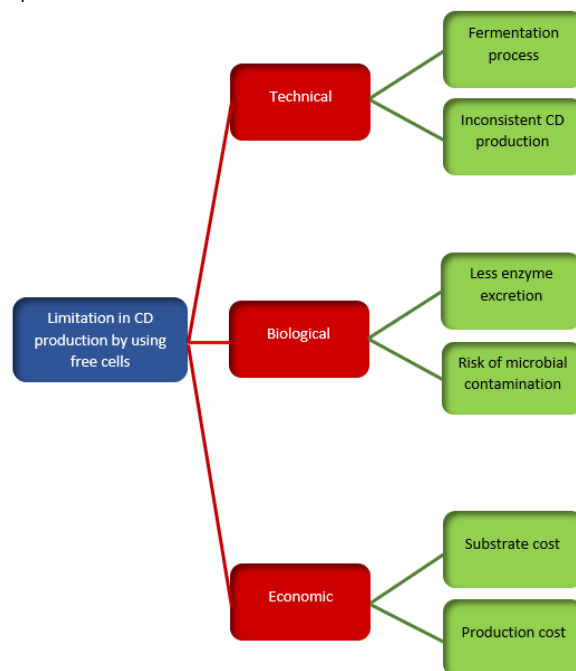 Fermentation
process
Technical
Inconsistent CD
production
Less enzyme
excretion
Limitation in CD
production by using
free cells
Biological
Risk of microbial
contamination
Substrate cost
Economic
Production cost